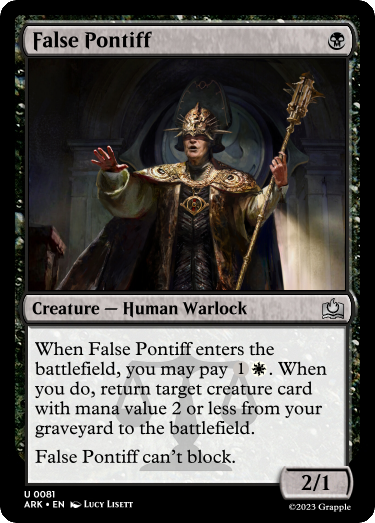 False Pontiff
Creature — Human Warlock
When False Pontiff enters the
battlefield, you may pay 1 . When
you do, return target creature card
with mana value 2 or less from your
graveyard to the battlefield.
False Pontiff can't block.
2/1
U 0081
ARK • EN Lucy Lisett
©2023 Grapple